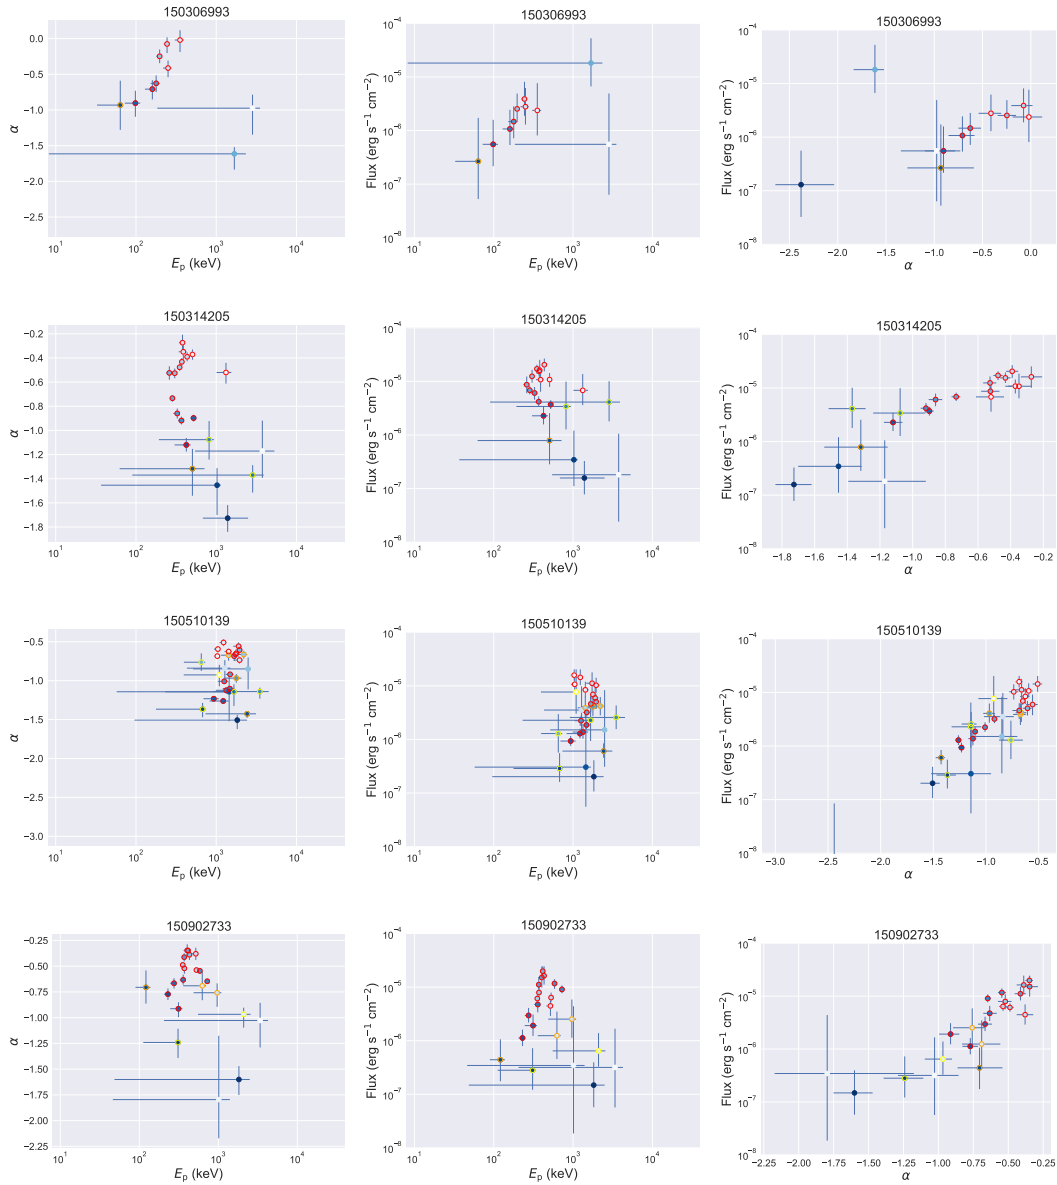 150306993
150306993
150306993
0.0
−0.5
−1.0
−1.5
−2.0
−2.5
α
10¹ 10² 10³ 10⁴
E_p (keV)
10⁻⁴
10⁻⁵
10⁻⁶
10⁻⁷
10⁻⁸
Flux (erg s⁻¹ cm⁻²)
10¹ 10² 10³ 10⁴
E_p (keV)
10⁻⁴
10⁻⁵
10⁻⁶
10⁻⁷
10⁻⁸
Flux (erg s⁻¹ cm⁻²)
−2.5 −2.0 −1.5 −1.0 −0.5 0.0
α
150314205
150314205
150314205
−0.2
−0.4
−0.6
−0.8
−1.0
−1.2
−1.4
−1.6
−1.8
α
10¹ 10² 10³ 10⁴
E_p (keV)
10⁻⁴
10⁻⁵
10⁻⁶
10⁻⁷
10⁻⁸
Flux (erg s⁻¹ cm⁻²)
10¹ 10² 10³ 10⁴
E_p (keV)
10⁻⁴
10⁻⁵
10⁻⁶
10⁻⁷
10⁻⁸
Flux (erg s⁻¹ cm⁻²)
−1.8 −1.6 −1.4 −1.2 −1.0 −0.8 −0.6 −0.4 −0.2
α
150510139
150510139
150510139
−0.5
−1.0
−1.5
−2.0
−2.5
−3.0
α
10¹ 10² 10³ 10⁴
E_p (keV)
10⁻⁴
10⁻⁵
10⁻⁶
10⁻⁷
10⁻⁸
Flux (erg s⁻¹ cm⁻²)
10¹ 10² 10³ 10⁴
E_p (keV)
10⁻⁴
10⁻⁵
10⁻⁶
10⁻⁷
10⁻⁸
Flux (erg s⁻¹ cm⁻²)
−3.0 −2.5 −2.0 −1.5 −1.0 −0.5
α
150902733
150902733
150902733
−0.25
−0.50
−0.75
−1.00
−1.25
−1.50
−1.75
−2.00
−2.25
α
10¹ 10² 10³ 10⁴
E_p (keV)
10⁻⁴
10⁻⁵
10⁻⁶
10⁻⁷
10⁻⁸
Flux (erg s⁻¹ cm⁻²)
10¹ 10² 10³ 10⁴
E_p (keV)
10⁻⁴
10⁻⁵
10⁻⁶
10⁻⁷
10⁻⁸
Flux (erg s⁻¹ cm⁻²)
−2.25 −2.00 −1.75 −1.50 −1.25 −1.00 −0.75 −0.50 −0.25
α